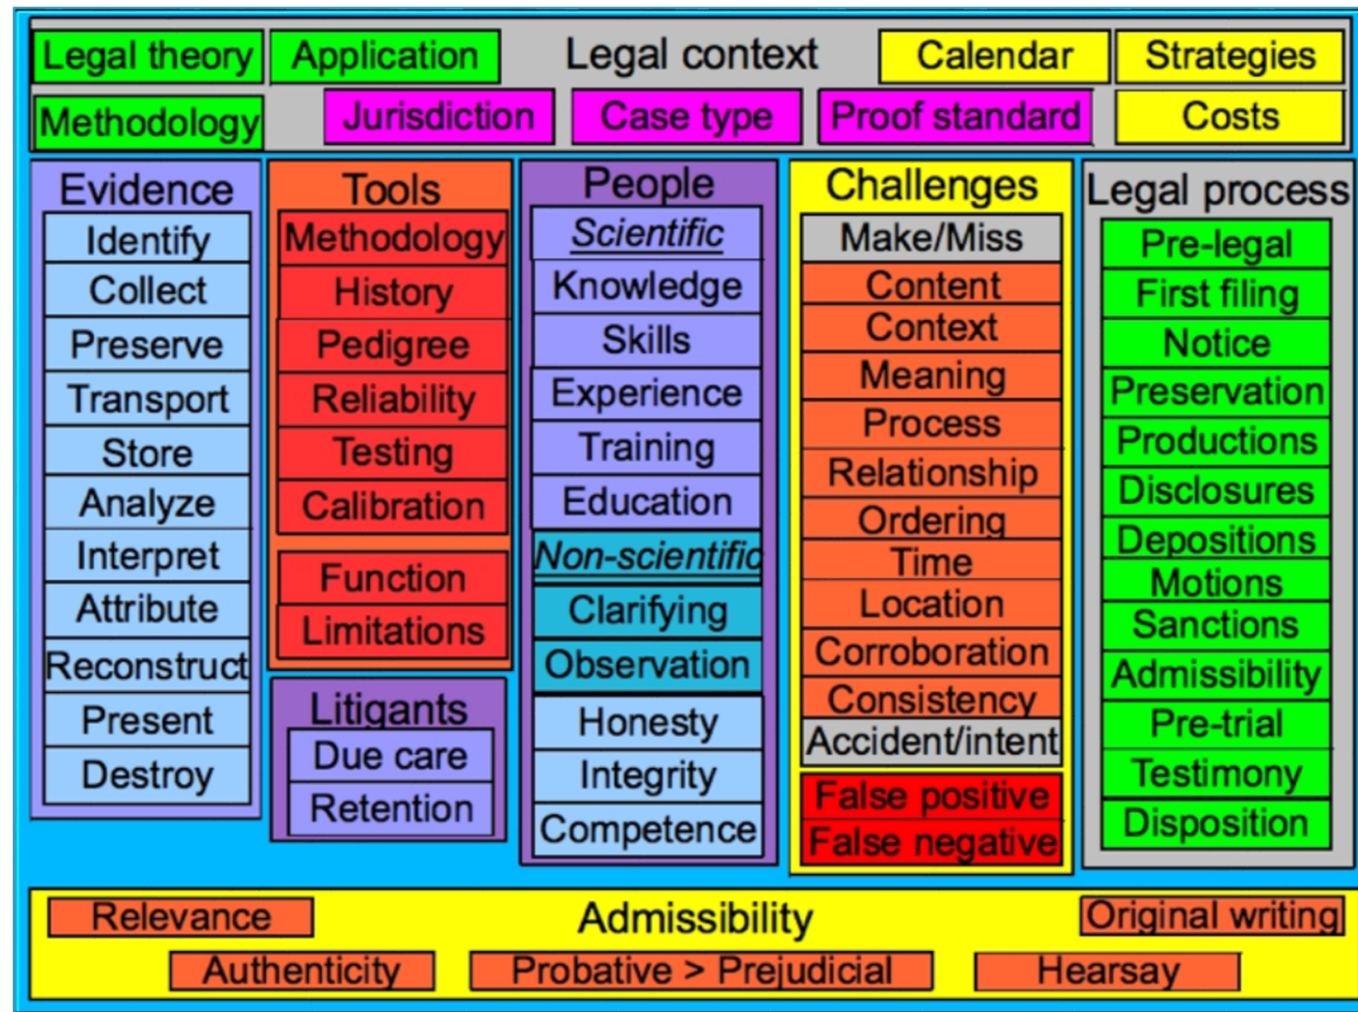 Legal theory
Application
Legal context
Calendar
Strategies
Methodology
Jurisdiction
Case type
Proof standard
Costs
Evidence
Identify
Collect
Preserve
Transport
Store
Analyze
Interpret
Attribute
Reconstruct
Present
Destroy
Tools
Methodology
History
Pedigree
Reliability
Testing
Calibration
Function
Limitations
Litigants
Due care
Retention
People
Scientific
Knowledge
Skills
Experience
Training
Education
Non-scientific
Clarifying
Observation
Honesty
Integrity
Competence
Challenges
Make/Miss
Content
Context
Meaning
Process
Relationship
Ordering
Time
Location
Corroboration
Consistency
Accident/intent
False positive
False negative
Legal process
Pre-legal
First filing
Notice
Preservation
Productions
Disclosures
Depositions
Motions
Sanctions
Admissibility
Pre-trial
Testimony
Disposition
Relevance
Admissibility
Original writing
Authenticity
Probative > Prejudicial
Hearsay